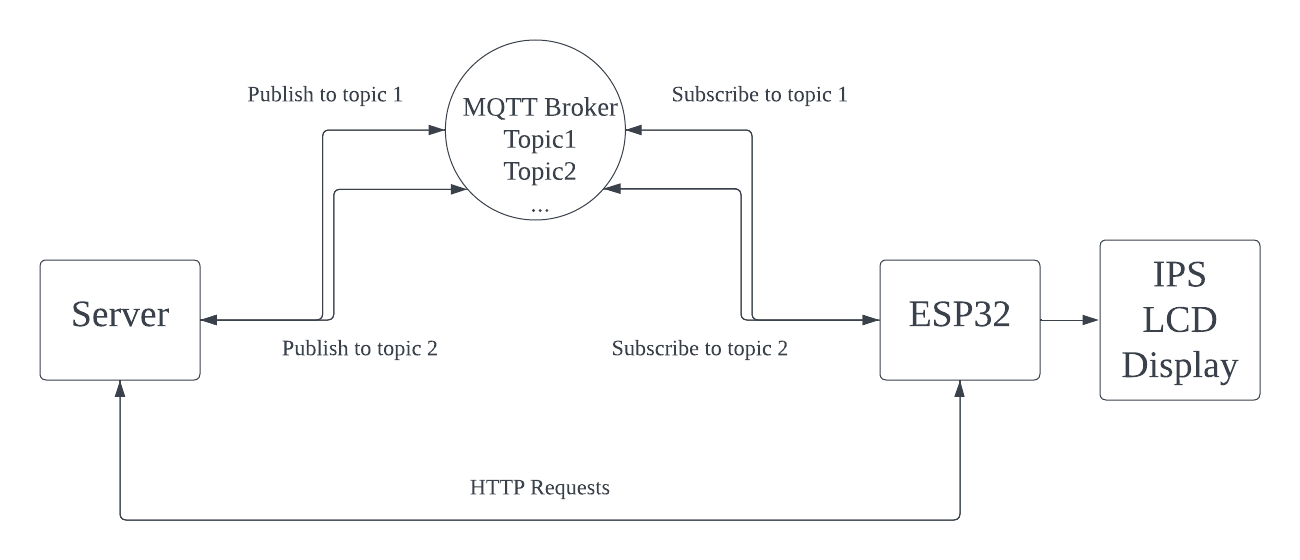 Publish to topic 1
Subscribe to topic 1
MQTT Broker
Topic1
Topic2
...
Server
ESP32
IPS
LCD
Display
Publish to topic 2
Subscribe to topic 2
HTTP Requests